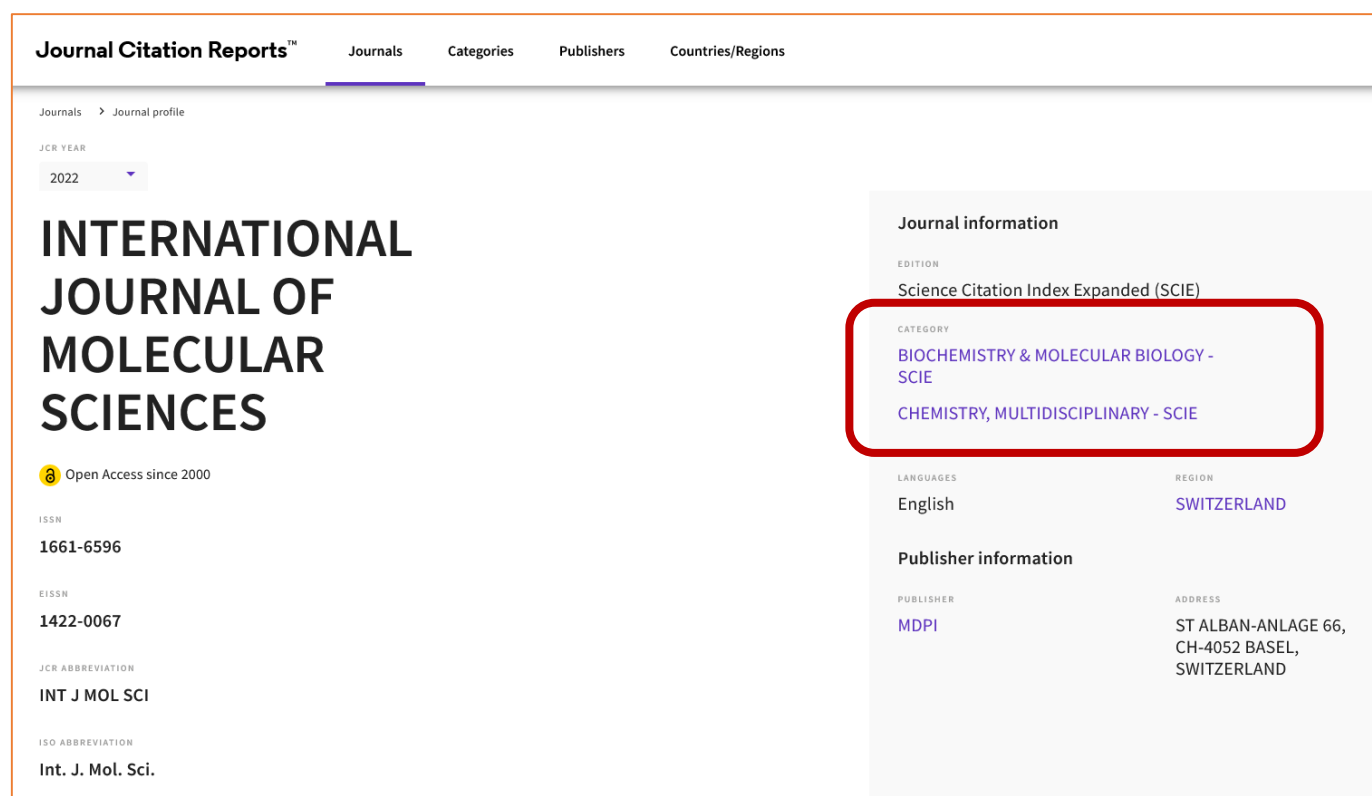 Journal Citation Reports™
Journals
Categories
Publishers
Countries/Regions
Journals > Journal profile
JCR YEAR
2022
INTERNATIONAL
JOURNAL OF
MOLECULAR
SCIENCES
Open Access since 2000
ISSN
1661-6596
EISSN
1422-0067
JCR ABBREVIATION
INT J MOL SCI
ISO ABBREVIATION
Int. J. Mol. Sci.
Journal information
EDITION
Science Citation Index Expanded (SCIE)
CATEGORY
BIOCHEMISTRY & MOLECULAR BIOLOGY -
SCIE
CHEMISTRY, MULTIDISCIPLINARY - SCIE
LANGUAGES
English
REGION
SWITZERLAND
Publisher information
PUBLISHER
MDPI
ADDRESS
ST ALBAN-ANLAGE 66,
CH-4052 BASEL,
SWITZERLAND